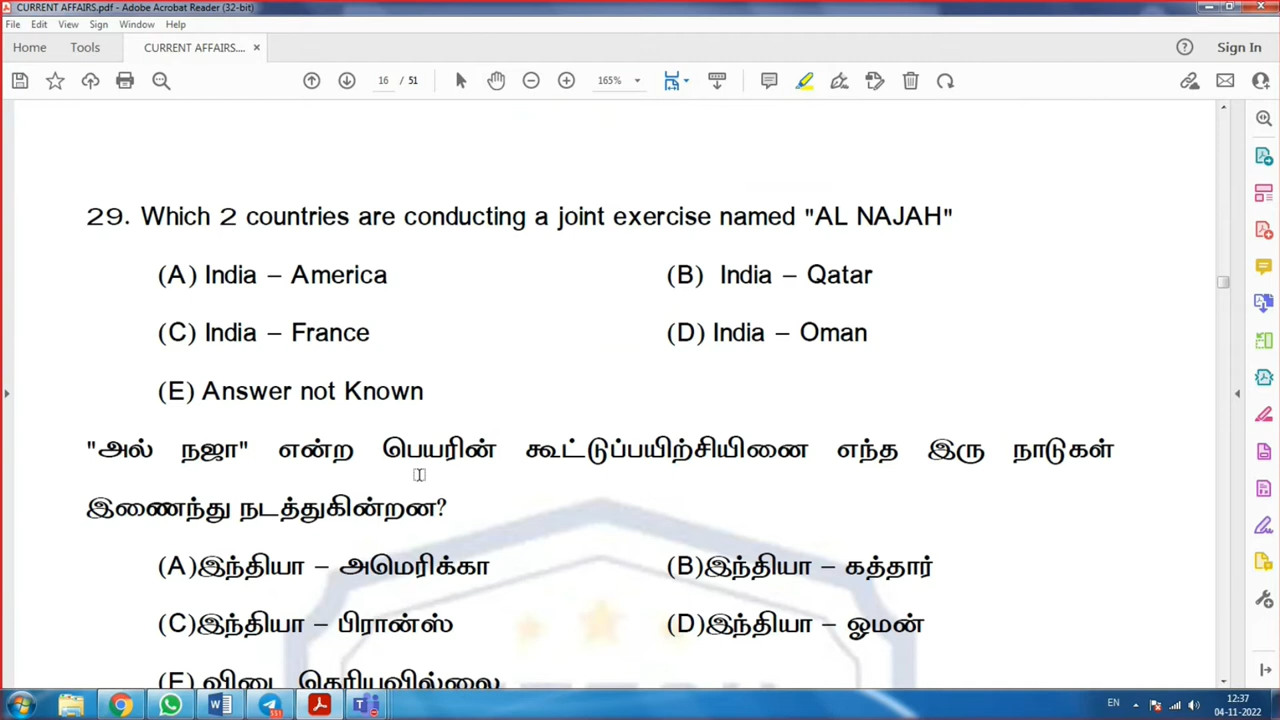 CURRENT AFFAIRS.pdf - Adobe Acrobat Reader (32-bit)
File Edit View Sign Window Help
Home Tools CURRENT AFFAIRS.... × Sign In
16 / 51 165%
29. Which 2 countries are conducting a joint exercise named "AL NAJAH"
(A) India – America (B) India – Qatar
(C) India – France (D) India – Oman
(E) Answer not Known
"அல் நஜா" என்ற பெயரின் கூட்டுப்பயிற்சியினை எந்த இரு நாடுகள்
இணைந்து நடத்துகின்றன?
(A)இந்தியா – அமெரிக்கா (B)இந்தியா – கத்தார்
(C)இந்தியா – பிரான்ஸ் (D)இந்தியா – ஓமன்
(E) விடை தெரியவில்லை
EN 12:37
04-11-2022